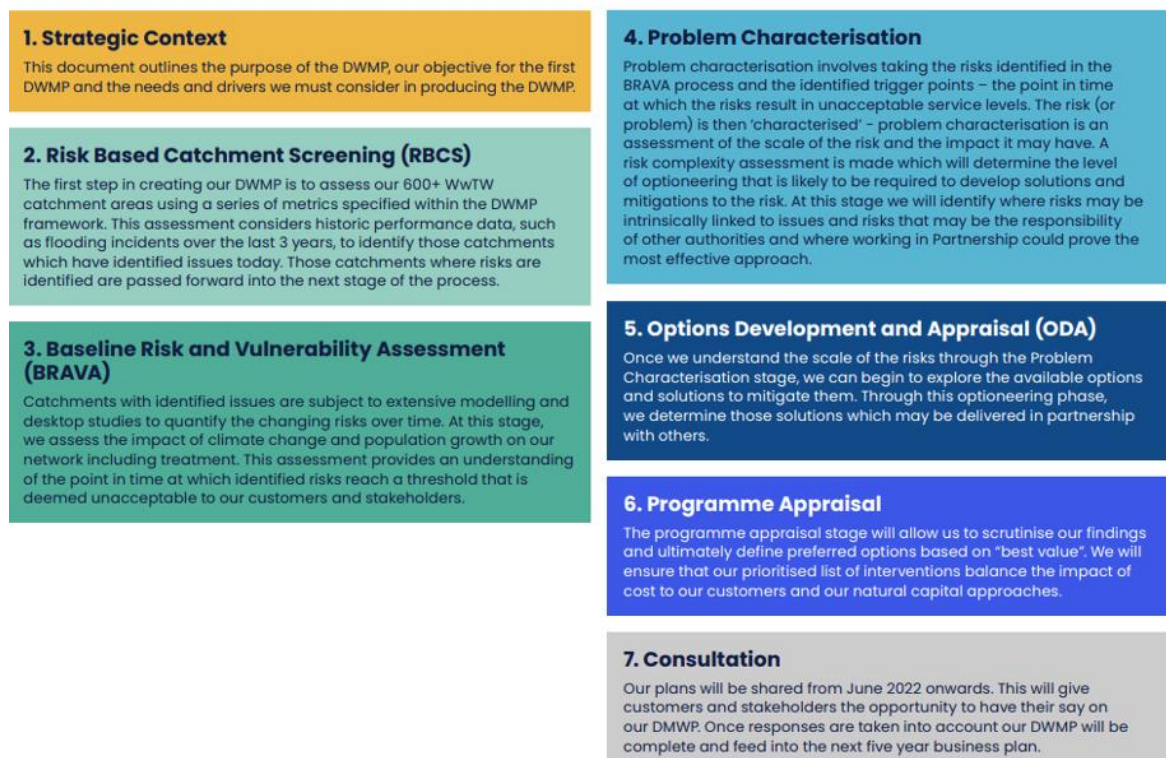 1. Strategic Context
This document outlines the purpose of the DWMP, our objective for the first
DWMP and the needs and drivers we must consider in producing the DWMP.
2. Risk Based Catchment Screening (RBCS)
The first step in creating our DWMP is to assess our 600+ WwTW
catchment areas using a series of metrics specified within the DWMP
framework. This assessment considers historic performance data, such
as flooding incidents over the last 3 years, to identify those catchments
which have identified issues today. Those catchments where risks are
identified are passed forward into the next stage of the process.
3. Baseline Risk and Vulnerability Assessment
(BRAVA)
Catchments with identified issues are subject to extensive modelling and
desktop studies to quantify the changing risks over time. At this stage,
we assess the impact of climate change and population growth on our
network including treatment. This assessment provides an understanding
of the point in time at which identified risks reach a threshold that is
deemed unacceptable to our customers and stakeholders.
4. Problem Characterisation
Problem characterisation involves taking the risks identified in the
BRAVA process and the identified trigger points – the point in time
at which the risks result in unacceptable service levels. The risk (or
problem) is then ‘characterised’ - problem characterisation is an
assessment of the scale of the risk and the impact it may have. A
risk complexity assessment is made which will determine the level
of optioneering that is likely to be required to develop solutions and
mitigations to the risk. At this stage we will identify where risks may be
intrinsically linked to issues and risks that may be the responsibility
of other authorities and where working in Partnership could prove the
most effective approach.
5. Options Development and Appraisal (ODA)
Once we understand the scale of the risks through the Problem
Characterisation stage, we can begin to explore the available options
and solutions to mitigate them. Through this optioneering phase,
we determine those solutions which may be delivered in partnership
with others.
6. Programme Appraisal
The programme appraisal stage will allow us to scrutinise our findings
and ultimately define preferred options based on “best value”. We will
ensure that our prioritised list of interventions balance the impact of
cost to our customers and our natural capital approaches.
7. Consultation
Our plans will be shared from June 2022 onwards. This will give
customers and stakeholders the opportunity to have their say on
our DMWP. Once responses are taken into account our DWMP will be
complete and feed into the next five year business plan.